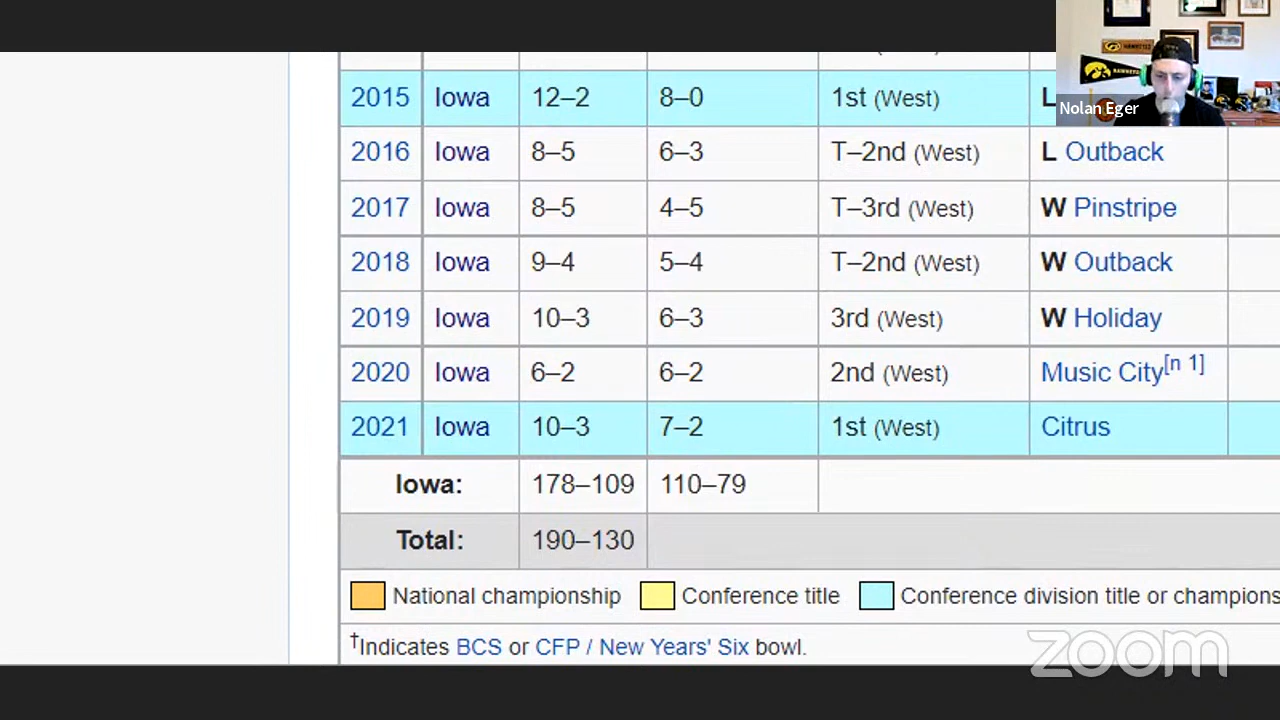 2015 Iowa 12–2 8–0 1st (West) L
2016 Iowa 8–5 6–3 T–2nd (West) L Outback
2017 Iowa 8–5 4–5 T–3rd (West) W Pinstripe
2018 Iowa 9–4 5–4 T–2nd (West) W Outback
2019 Iowa 10–3 6–3 3rd (West) W Holiday
2020 Iowa 6–2 6–2 2nd (West) Music City[n 1]
2021 Iowa 10–3 7–2 1st (West) Citrus
Iowa: 178–109 110–79
Total: 190–130
National championship Conference title Conference division title or champions
†Indicates BCS or CFP / New Years' Six bowl.
Nolan Eger
zoom